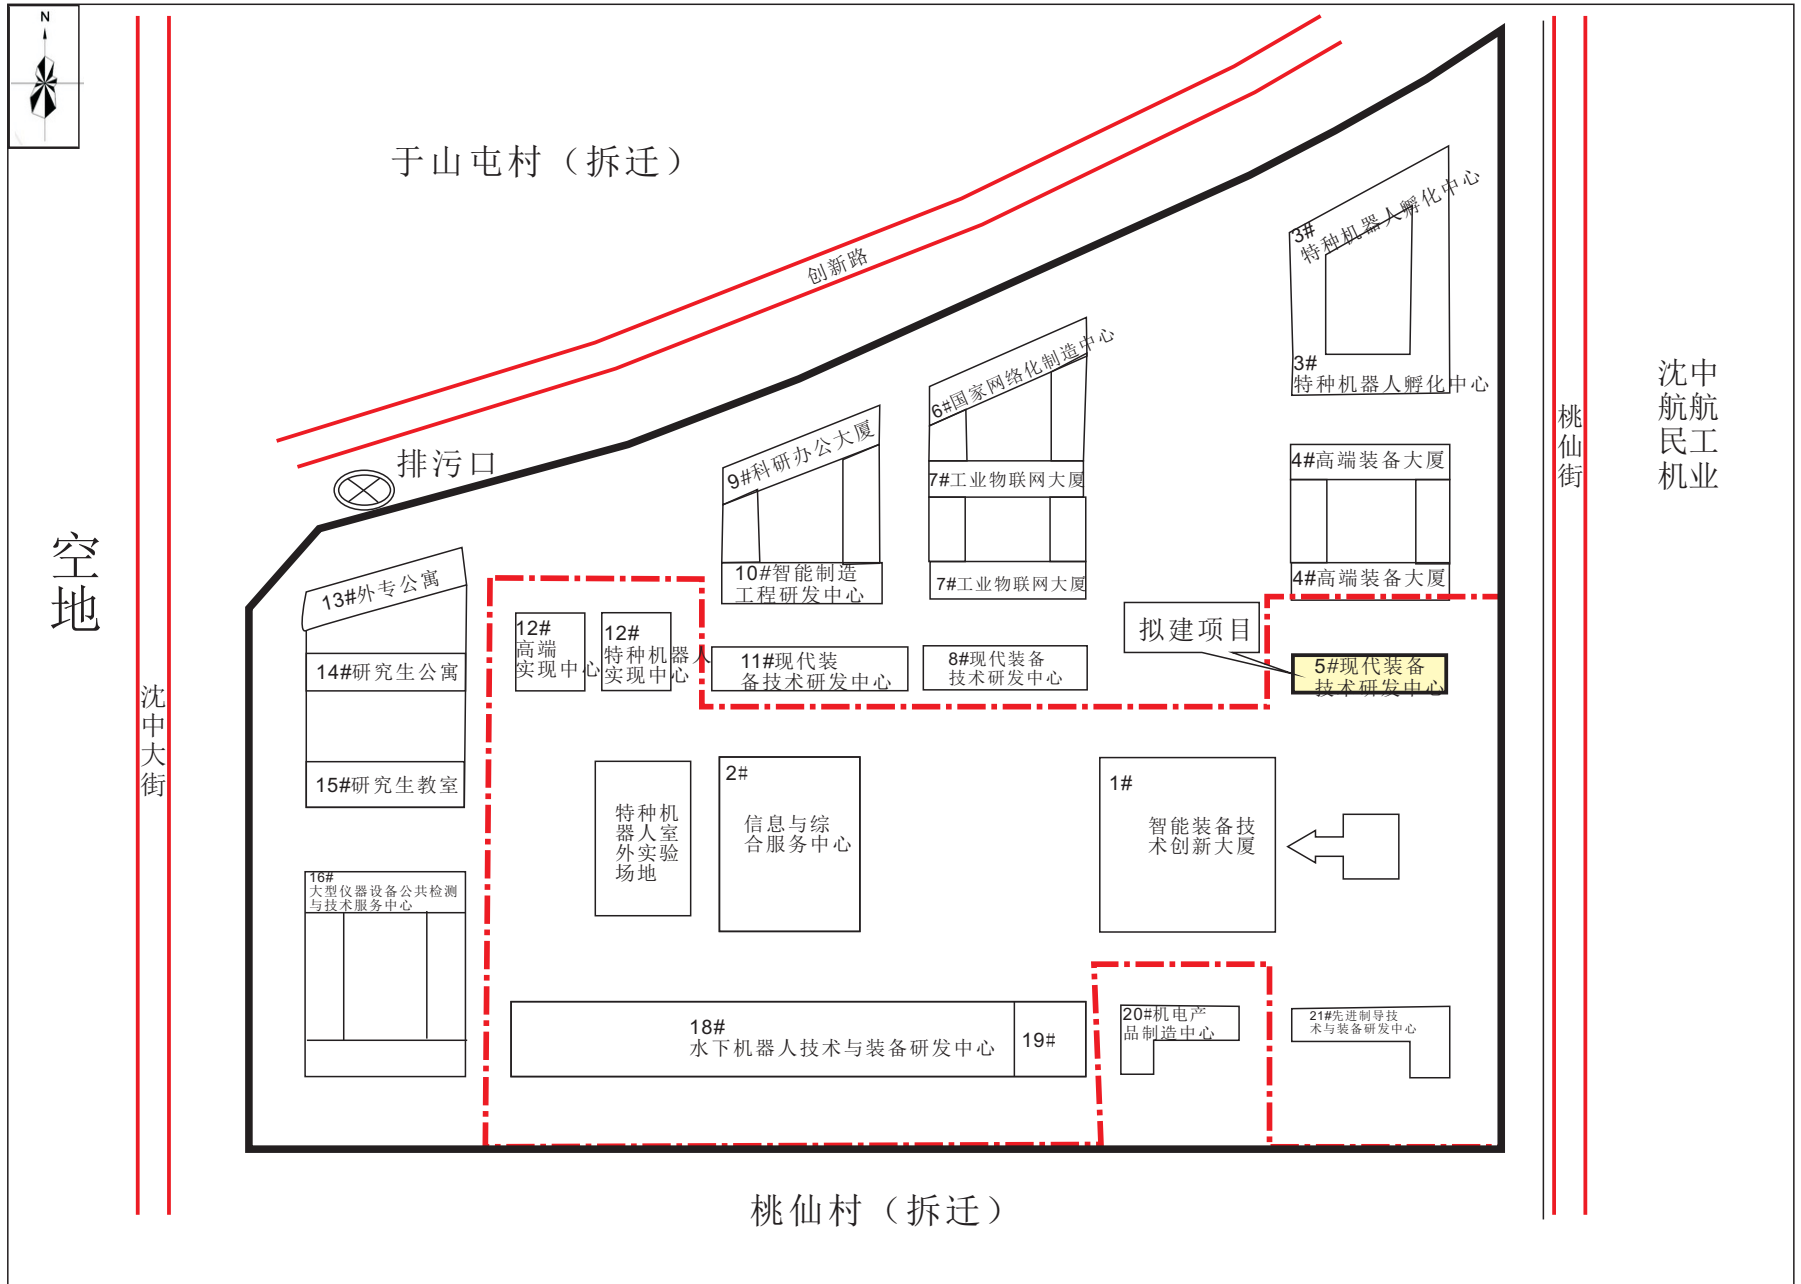 N
于山屯村（拆迁）
创新路
排污口
空地
沈中大街
桃仙街
沈航民机
中航工业
3#
特种机器人孵化中心
3#
特种机器人孵化中心
6#国家网络化制造中心
9#科研办公大厦
7#工业物联网大厦
4#高端装备大厦
10#智能制造
工程研发中心
7#工业物联网大厦
4#高端装备大厦
13#外专公寓
12#
高端
实现中心
12#
特种机器人
实现中心
11#现代装
备技术研发中心
8#现代装备
技术研发中心
拟建项目
5#现代装备
技术研发中心
14#研究生公寓
15#研究生教室
特种机
器人室
外实验
场地
2#
信息与综
合服务中心
1#
智能装备技
术创新大厦
16#
大型仪器设备公共检测
与技术服务中心
18#
水下机器人技术与装备研发中心
19#
20#机电产
品制造中心
21#先进制导技
术与装备研发中心
桃仙村（拆迁）